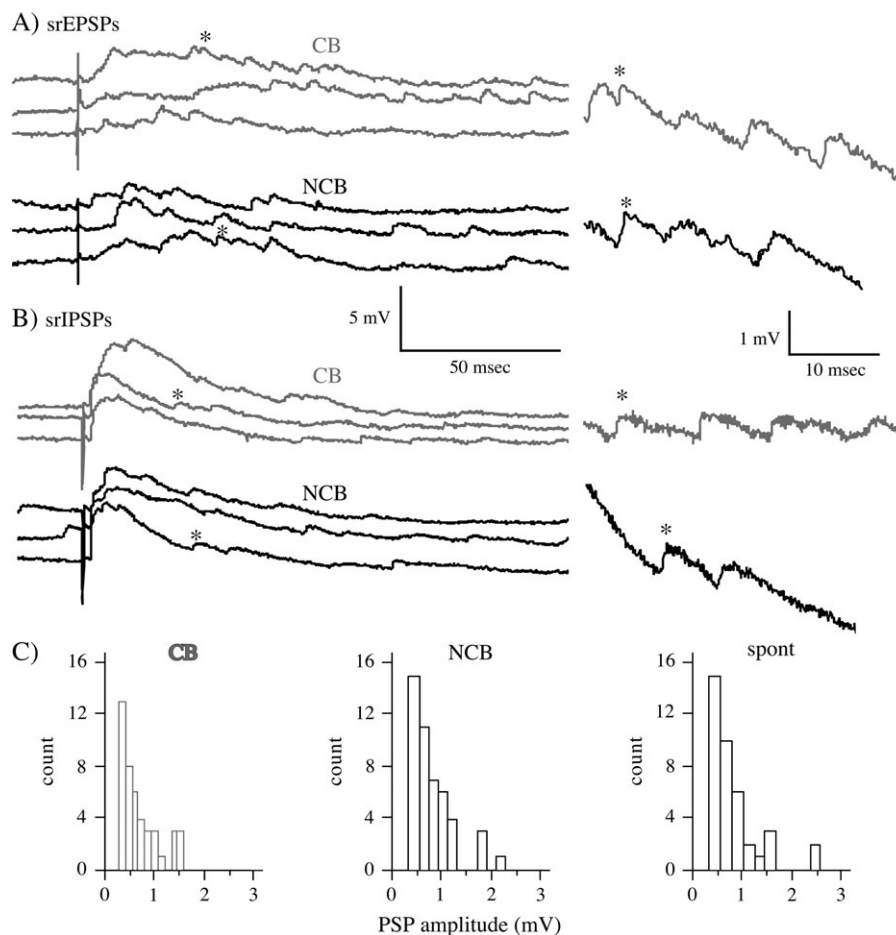 A) srEPSPs
*
CB
*
NCB
*
*
5 mV
50 msec
1 mV
10 msec
B) srIPSPs
CB
*
*
NCB
*
*
C)
CB
NCB
spont
16
12
8
4
0
count
0 1 2 3
16
12
8
4
0
count
0 1 2 3
16
12
8
4
0
count
0 1 2 3
PSP amplitude (mV)